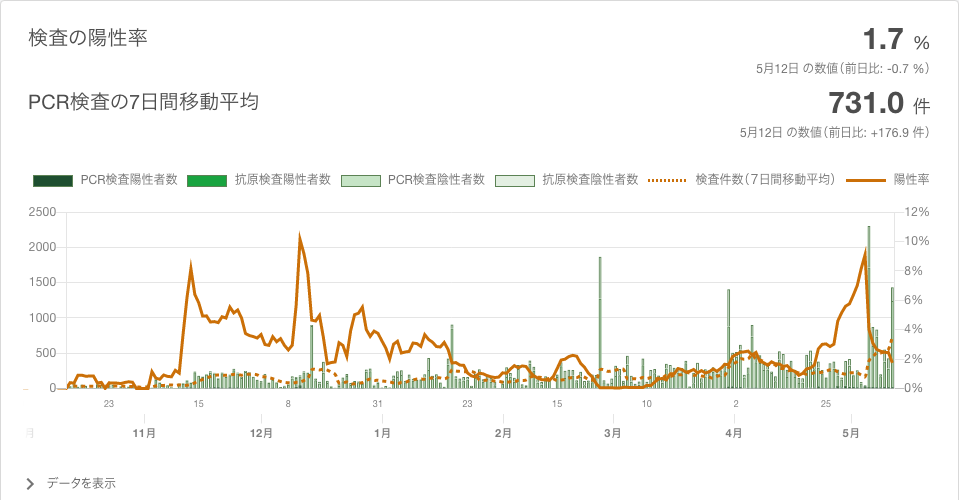 検査の陽性率
1.7 %
5月12日 の数値（前日比: -0.7 %）
PCR検査の7日間移動平均
731.0 件
5月12日 の数値（前日比: +176.9 件）
PCR検査陽性者数 抗原検査陽性者数 PCR検査陰性者数 抗原検査陰性者数 検査件数（7日間移動平均） 陽性率
2500 12%
2000 10%
1500 8%
1000 6%
500 4%
0 2%
0%
23 15 8 31 23 15 10 2 25
月 11月 12月 1月 2月 3月 4月 5月
データを表示